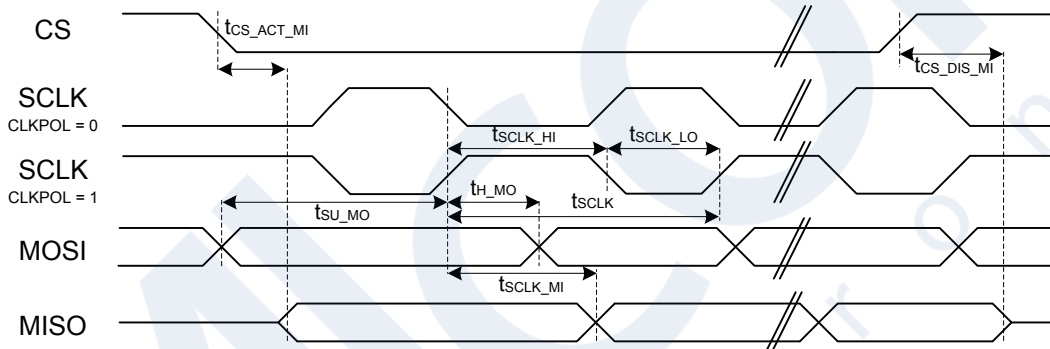 CS
tCS_ACT_MI
tCS_DIS_MI
SCLK
CLKPOL = 0
tSCLK_HI
tSCLK_LO
SCLK
CLKPOL = 1
tSU_MO
tH_MO
tSCLK
MOSI
tSCLK_MI
MISO